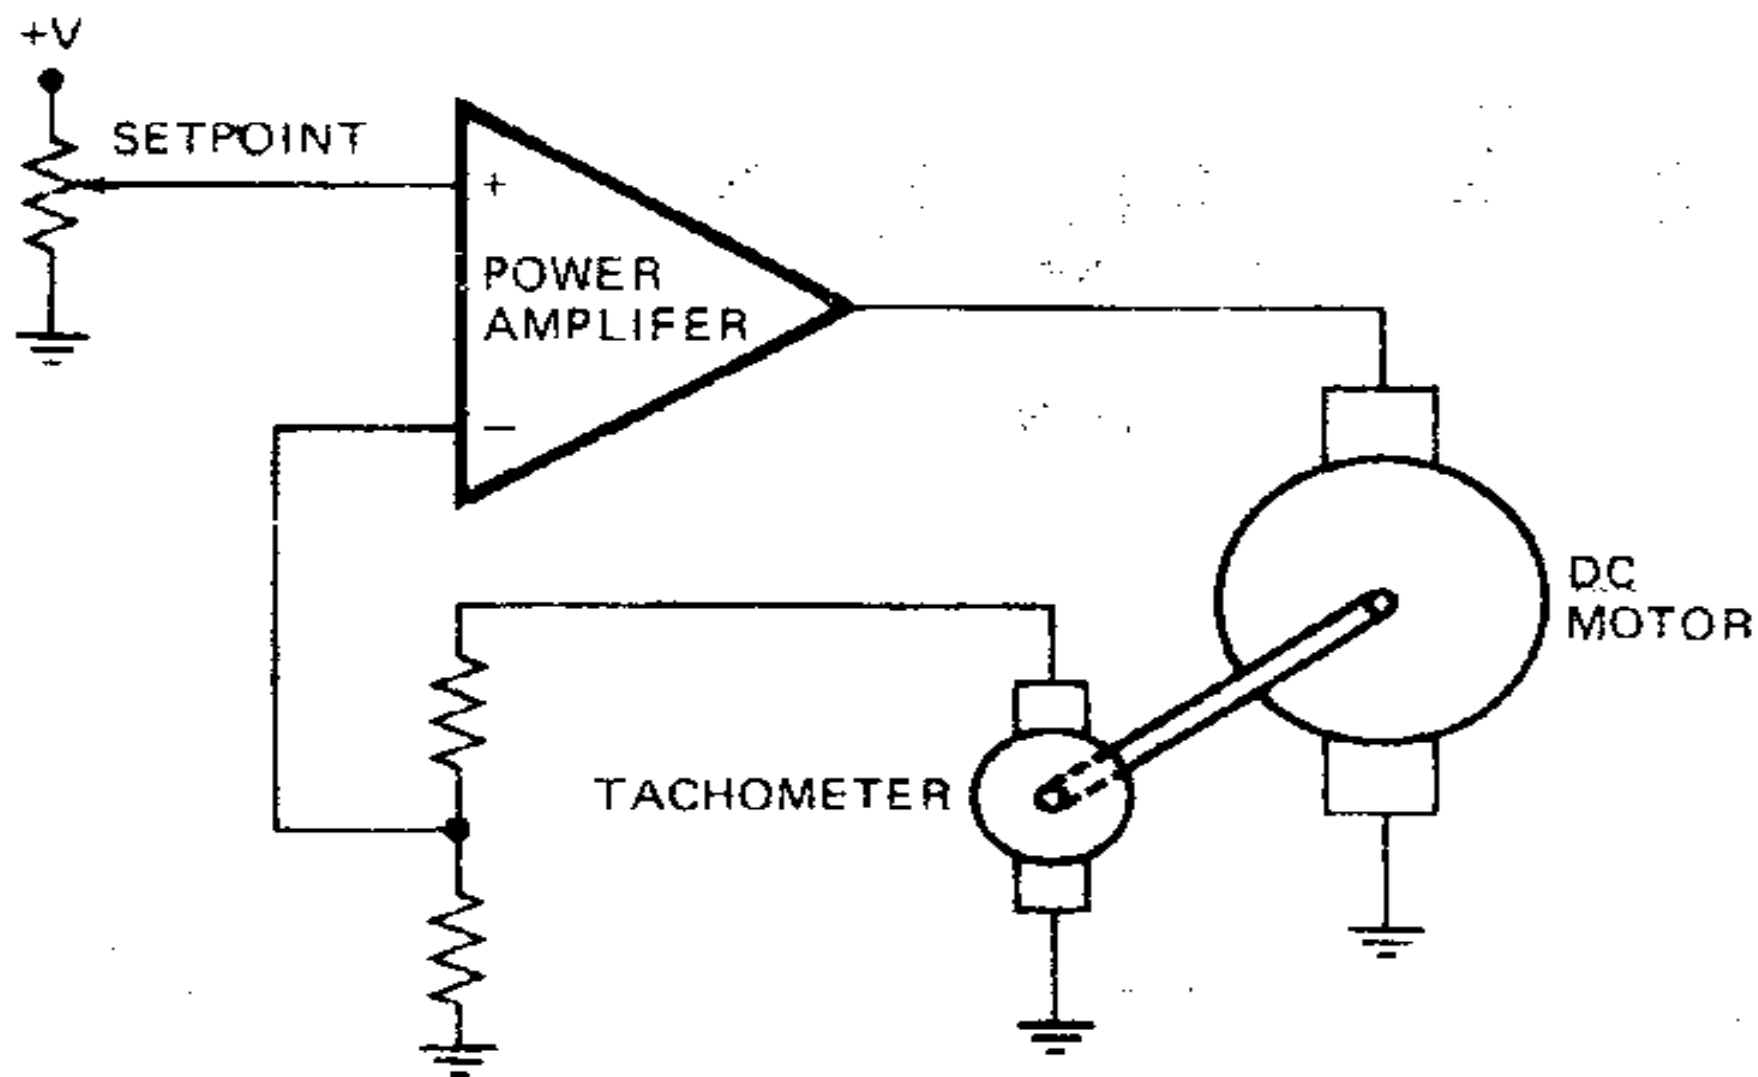 +V
SETPOINT
+
POWER
AMPLIFER
−
DC
MOTOR
TACHOMETER